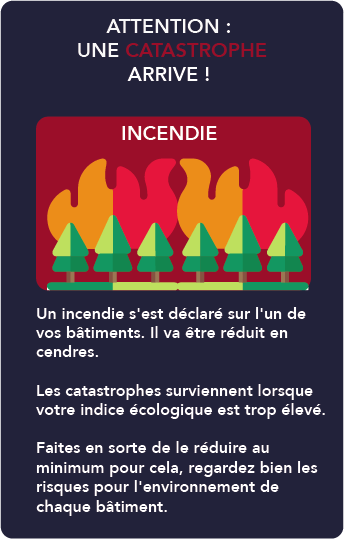 ATTENTION :
UNE CATASTROPHE
ARRIVE !
INCENDIE
Un incendie s'est déclaré sur l'un de
vos bâtiments. Il va être réduit en
cendres.
Les catastrophes surviennent lorsque
votre indice écologique est trop élevé.
Faites en sorte de le réduire au
minimum pour cela, regardez bien les
risques pour l'environnement de
chaque bâtiment.